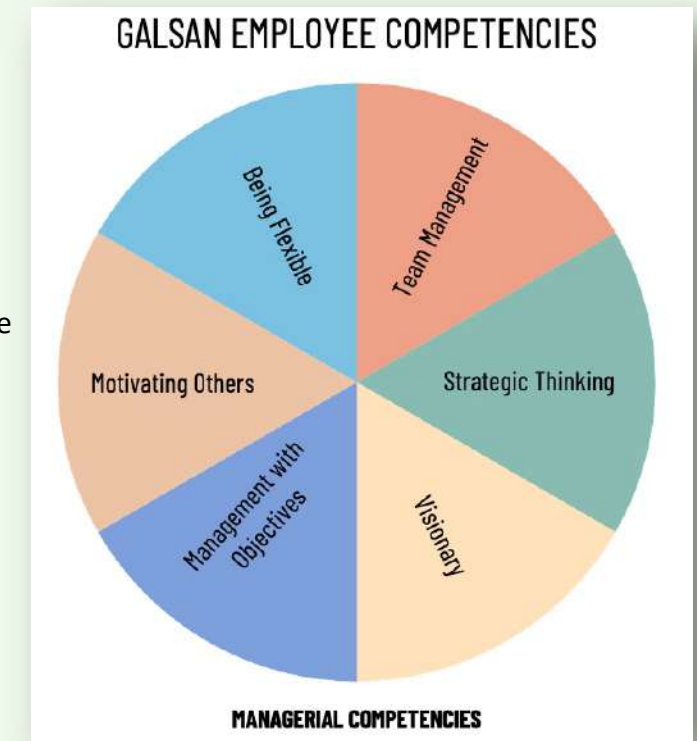 GALSAN EMPLOYEE COMPETENCIES
Being Flexible
Team Management
e
Motivating Others
Strategic Thinking
Management with
Objectives
Visionary
MANAGERIAL COMPETENCIES